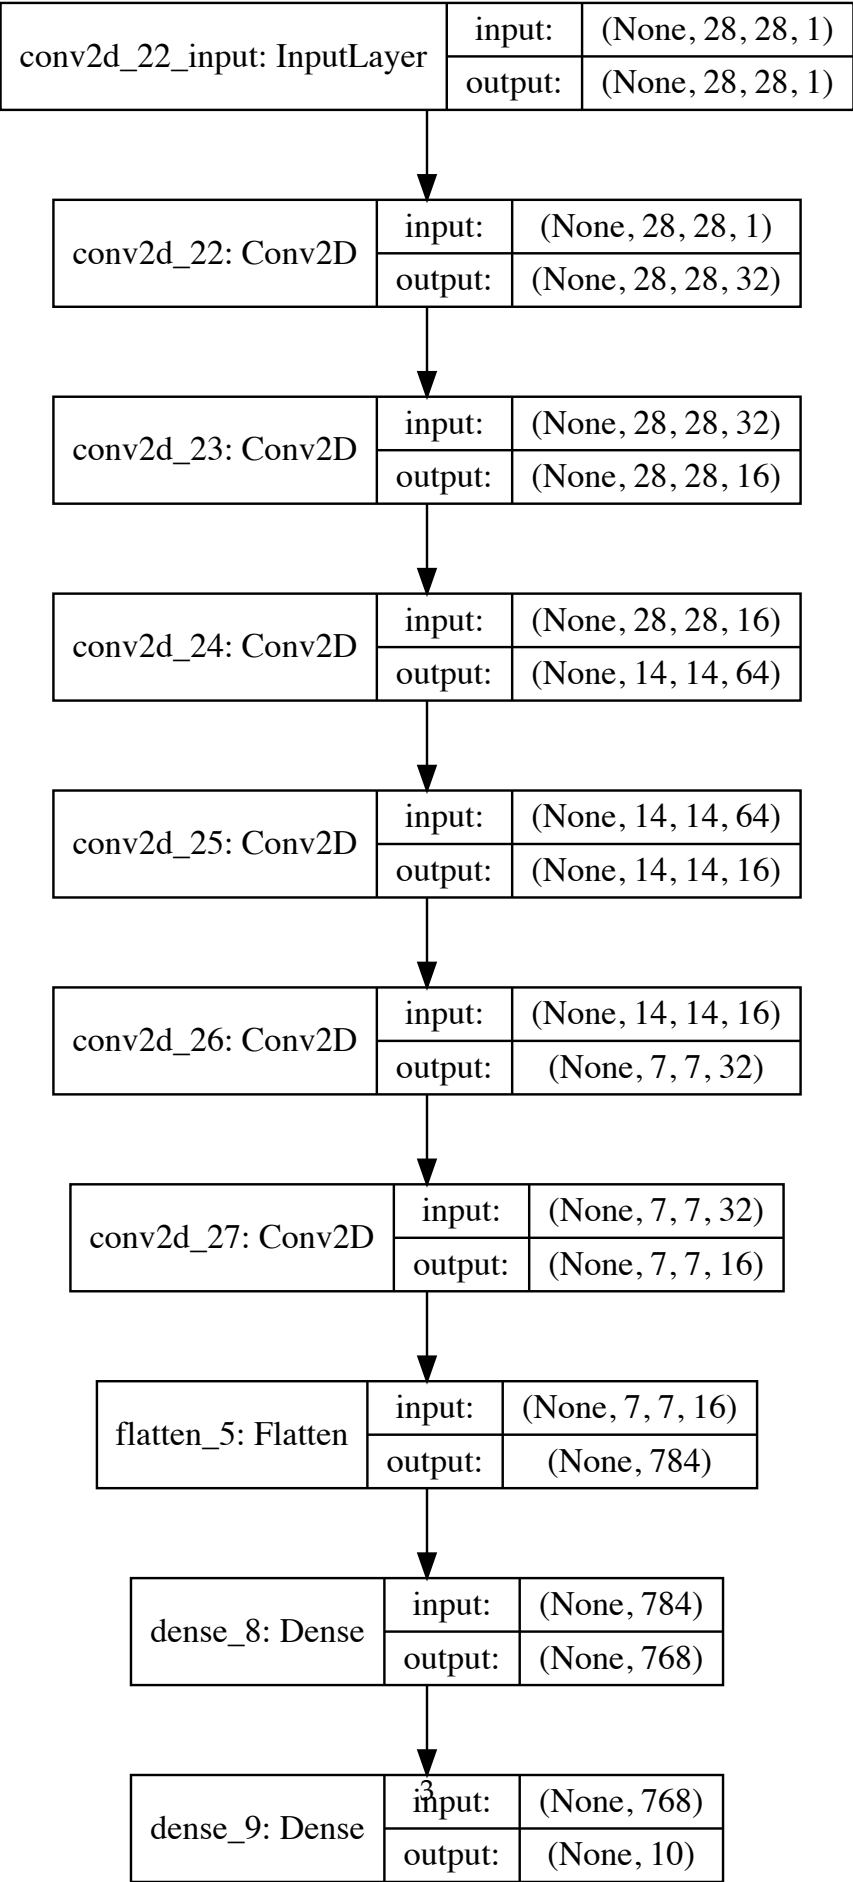 conv2d_22_input: InputLayer
input: (None, 28, 28, 1)
output: (None, 28, 28, 1)
conv2d_22: Conv2D
input: (None, 28, 28, 1)
output: (None, 28, 28, 32)
conv2d_23: Conv2D
input: (None, 28, 28, 32)
output: (None, 28, 28, 16)
conv2d_24: Conv2D
input: (None, 28, 28, 16)
output: (None, 14, 14, 64)
conv2d_25: Conv2D
input: (None, 14, 14, 64)
output: (None, 14, 14, 16)
conv2d_26: Conv2D
input: (None, 14, 14, 16)
output: (None, 7, 7, 32)
conv2d_27: Conv2D
input: (None, 7, 7, 32)
output: (None, 7, 7, 16)
flatten_5: Flatten
input: (None, 7, 7, 16)
output: (None, 784)
dense_8: Dense
input: (None, 784)
output: (None, 768)
3
dense_9: Dense
input: (None, 768)
output: (None, 10)